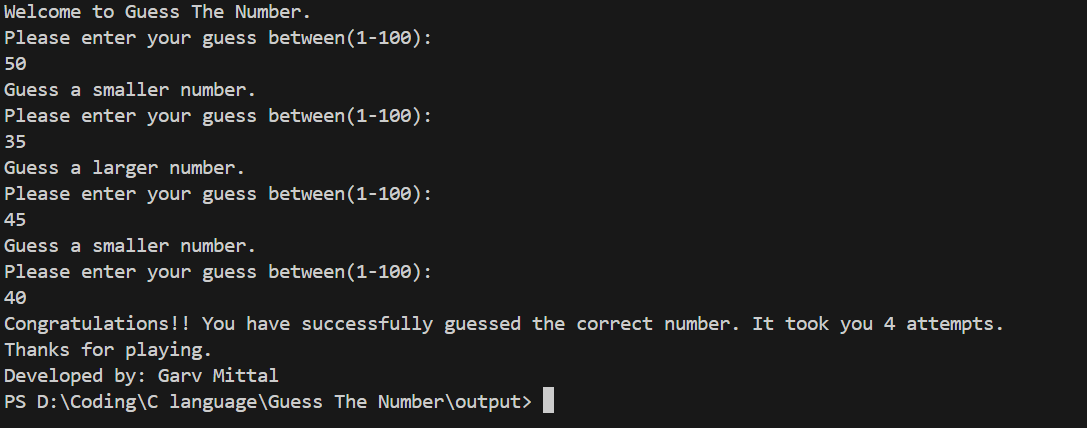 Welcome to Guess The Number.
Please enter your guess between(1-100):
50
Guess a smaller number.
Please enter your guess between(1-100):
35
Guess a larger number.
Please enter your guess between(1-100):
45
Guess a smaller number.
Please enter your guess between(1-100):
40
Congratulations!! You have successfully guessed the correct number. It took you 4 attempts.
Thanks for playing.
Developed by: Garv Mittal
PS D:\Coding\C language\Guess The Number\output>